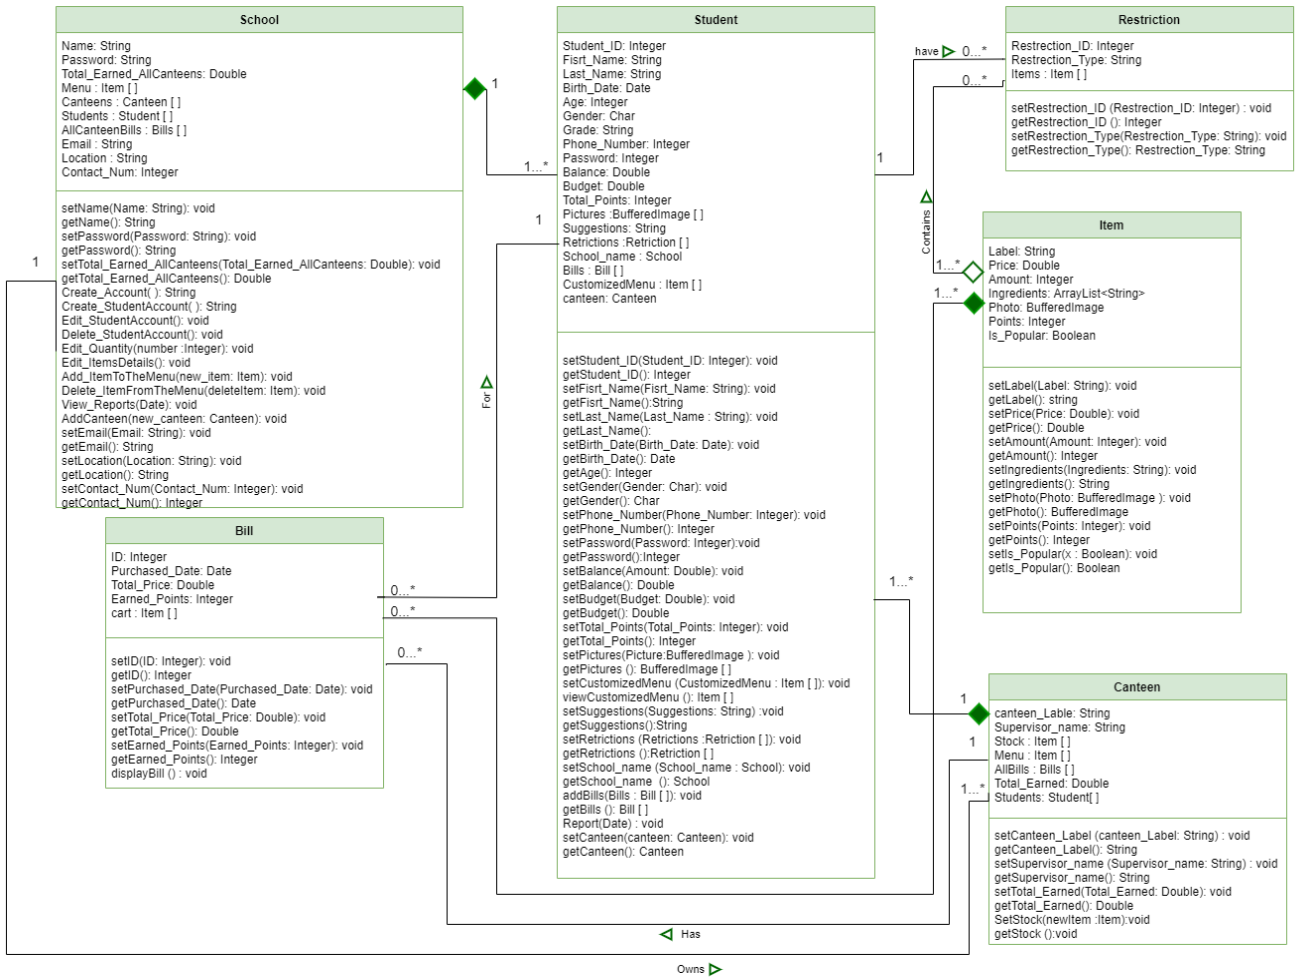 School
Name: String
Password: String
Total_Earned_AllCanteens: Double
Menu : Item [ ]
Canteens : Canteen [ ]
Students : Student [ ]
AllCanteenBills : Bills [ ]
Email : String
Location : String
Contact_Num: Integer
setName(Name: String): void
getName(): String
setPassword(Password: String): void
getPassword(): String
setTotal_Earned_AllCanteens(Total_Earned_AllCanteens: Double): void
getTotal_Earned_AllCanteens(): Double
Create_Account( ): String
Create_StudentAccount( ): String
Edit_StudentAccount(): void
Delete_StudentAccount(): void
Edit_Quantity(number :Integer): void
Edit_ItemsDetails(): void
Add_ItemToTheMenu(new_item: Item): void
Delete_ItemFromTheMenu(deleteItem: Item): void
View_Reports(Date): void
AddCanteen(new_canteen: Canteen): void
setEmail(Email: String): void
getEmail(): String
setLocation(Location: String): void
getLocation(): String
setContact_Num(Contact_Num: Integer): void
getContact_Num(): Integer
1
1
1...*
1
Student
Student_ID: Integer
Fisrt_Name: String
Last_Name: String
Birth_Date: Date
Age: Integer
Gender: Char
Grade: String
Phone_Number: Integer
Password: Integer
Balance: Double
Budget: Double
Total_Points: Integer
Pictures :BufferedImage [ ]
Suggestions: String
Retrictions :Retriction [ ]
School_name : School
Bills : Bill [ ]
CustomizedMenu : Item [ ]
canteen: Canteen
setStudent_ID(Student_ID: Integer): void
getStudent_ID(): Integer
setFisrt_Name(Fisrt_Name: String): void
getFisrt_Name():String
setLast_Name(Last_Name : String): void
getLast_Name():
setBirth_Date(Birth_Date: Date): void
getBirth_Date(): Date
getAge(): Integer
setGender(Gender: Char): void
getGender(): Char
setPhone_Number(Phone_Number: Integer): void
getPhone_Number(): Integer
setPassword(Password: Integer):void
getPassword():Integer
setBalance(Amount: Double): void
getBalance(): Double
setBudget(Budget: Double): void
getBudget(): Double
setTotal_Points(Total_Points: Integer): void
getTotal_Points(): Integer
setPictures(Picture:BufferedImage ): void
getPictures (): BufferedImage [ ]
setCustomizedMenu (CustomizedMenu : Item [ ]): void
viewCustomizedMenu (): Item [ ]
setSuggestions(Suggestions: String) :void
getSuggestions():String
setRetrictions (Retrictions :Retriction [ ]): void
getRetrictions ():Retriction [ ]
setSchool_name (School_name : School): void
getSchool_name  (): School
addBills(Bills : Bill [ ]): void
getBills (): Bill [ ]
Report(Date) : void
setCanteen(canteen: Canteen): void
getCanteen(): Canteen
1
have
0...*
0...*
Restriction
Restrection_ID: Integer
Restrection_Type: String
Items : Item [ ]
setRestrection_ID (Restrection_ID: Integer) : void
getRestrection_ID (): Integer
setRestrection_Type(Restrection_Type: String): void
getRestrection_Type(): Restrection_Type: String
Contains
1...*
1...*
Item
Label: String
Price: Double
Amount: Integer
Ingredients: ArrayList<String>
Photo: BufferedImage
Points: Integer
Is_Popular: Boolean
setLabel(Label: String): void
getLabel(): string
setPrice(Price: Double): void
getPrice(): Double
setAmount(Amount: Integer): void
getAmount(): Integer
setIngredients(Ingredients: String): void
getIngredients(): String
setPhoto(Photo: BufferedImage ): void
getPhoto(): BufferedImage
setPoints(Points: Integer): void
getPoints(): Integer
setIs_Popular(x : Boolean): void
getIs_Popular(): Boolean
For
Bill
ID: Integer
Purchased_Date: Date
Total_Price: Double
Earned_Points: Integer
cart : Item [ ]
setID(ID: Integer): void
getID(): Integer
setPurchased_Date(Purchased_Date: Date): void
getPurchased_Date(): Date
setTotal_Price(Total_Price: Double): void
getTotal_Price(): Double
setEarned_Points(Earned_Points: Integer): void
getEarned_Points(): Integer
displayBill () : void
0...*
0...*
0...*
1...*
1
1
1...*
Canteen
canteen_Lable: String
Supervisor_name: String
Stock : Item [ ]
Menu : Item [ ]
AllBills : Bills [ ]
Total_Earned: Double
Students: Student[ ]
setCanteen_Label (canteen_Label: String) : void
getCanteen_Label(): String
setSupervisor_name (Supervisor_name: String) : void
getSupervisor_name(): String
setTotal_Earned(Total_Earned: Double): void
getTotal_Earned(): Double
SetStock(newItem :Item):void
getStock ():void
Has
Owns